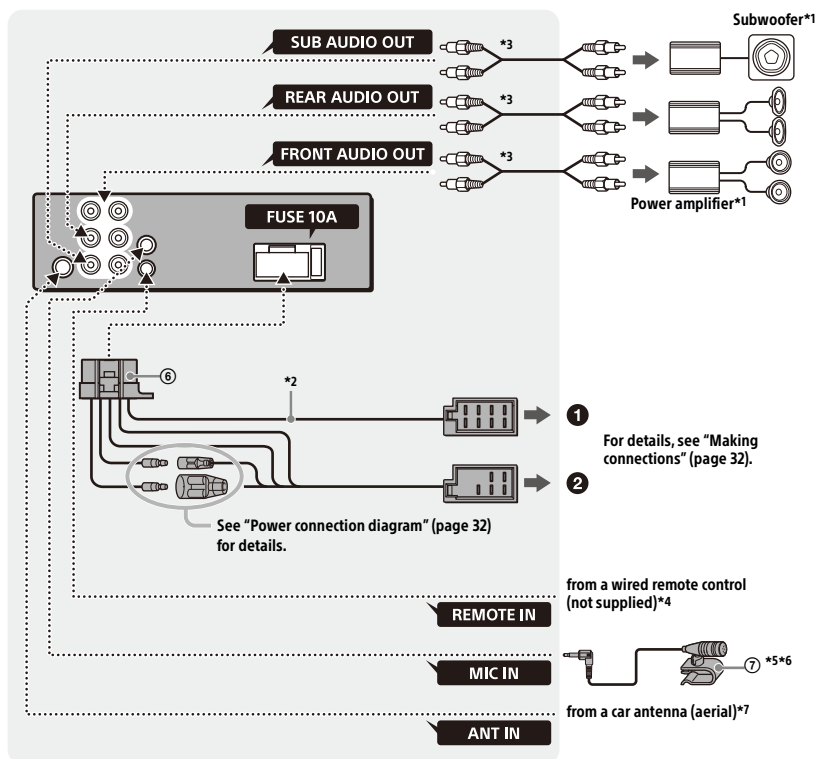 Subwoofer*1
SUB AUDIO OUT
*3
REAR AUDIO OUT
*3
FRONT AUDIO OUT
*3
Power amplifier*1
FUSE 10A
⑥
*2
❶
For details, see “Making
connections” (page 32).
❷
See “Power connection diagram” (page 32)
for details.
from a wired remote control
(not supplied)*4
REMOTE IN
MIC IN
⑦ *5*6
from a car antenna (aerial)*7
ANT IN